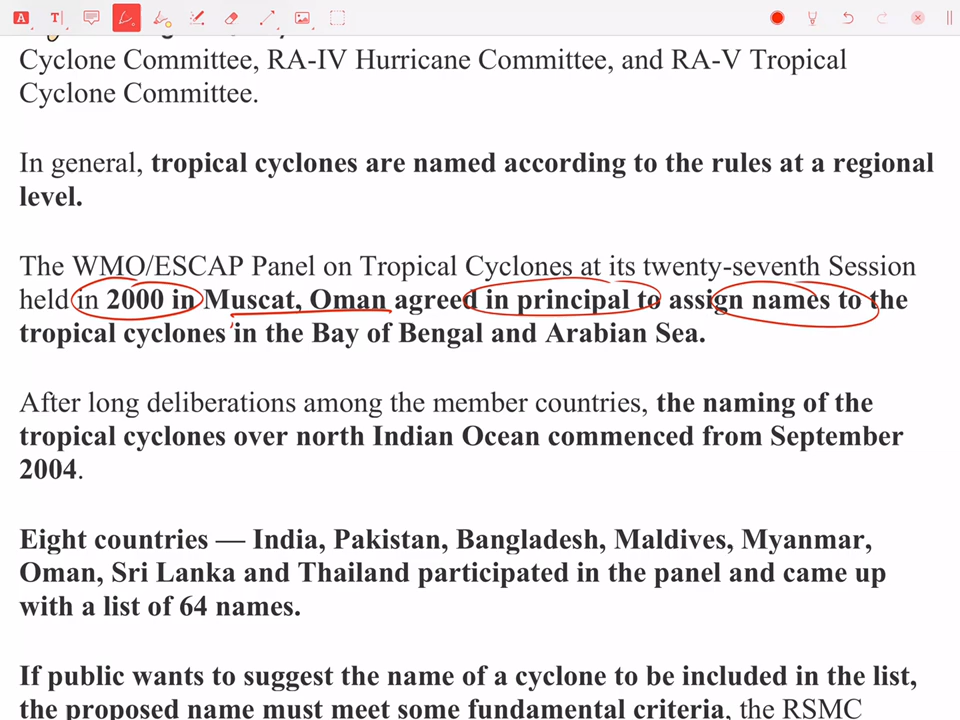 Cyclone Committee, RA-IV Hurricane Committee, and RA-V Tropical
Cyclone Committee.
In general, tropical cyclones are named according to the rules at a regional
level.
The WMO/ESCAP Panel on Tropical Cyclones at its twenty-seventh Session
held in 2000 in Muscat, Oman agreed in principal to assign names to the
tropical cyclones in the Bay of Bengal and Arabian Sea.
After long deliberations among the member countries, the naming of the
tropical cyclones over north Indian Ocean commenced from September
2004.
Eight countries — India, Pakistan, Bangladesh, Maldives, Myanmar,
Oman, Sri Lanka and Thailand participated in the panel and came up
with a list of 64 names.
If public wants to suggest the name of a cyclone to be included in the list,
the proposed name must meet some fundamental criteria, the RSMC